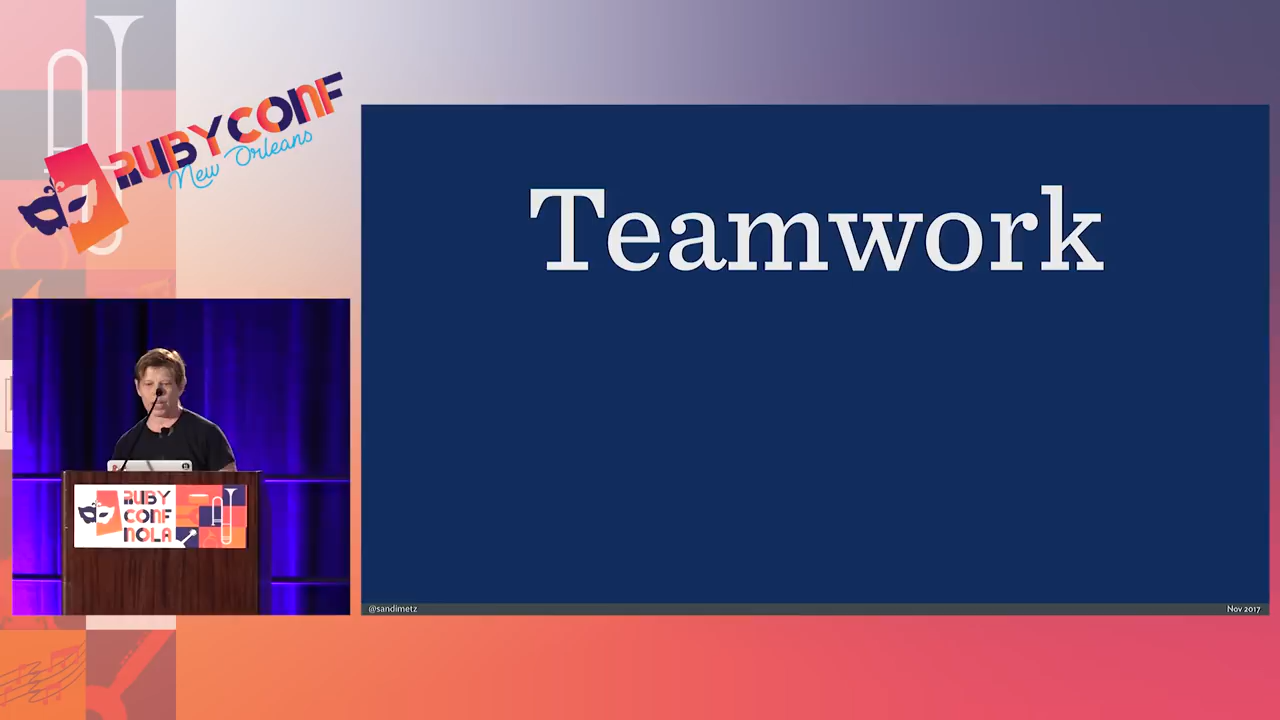 RUBYCONF
New Orleans
Teamwork
RUBY
CONF
NOLA
@sandimetz
Nov 2017